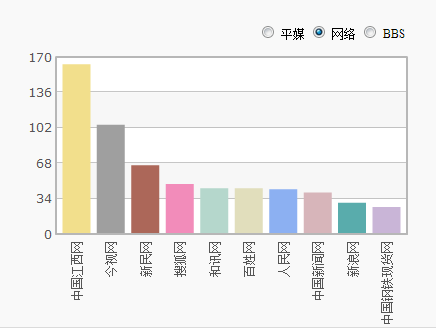 平媒 网络 BBS
170
136
102
68
34
0
中国江西网
今视网
新民网
搜狐网
和讯网
百姓网
人民网
中国新闻网
新浪网
中国钢铁现货网